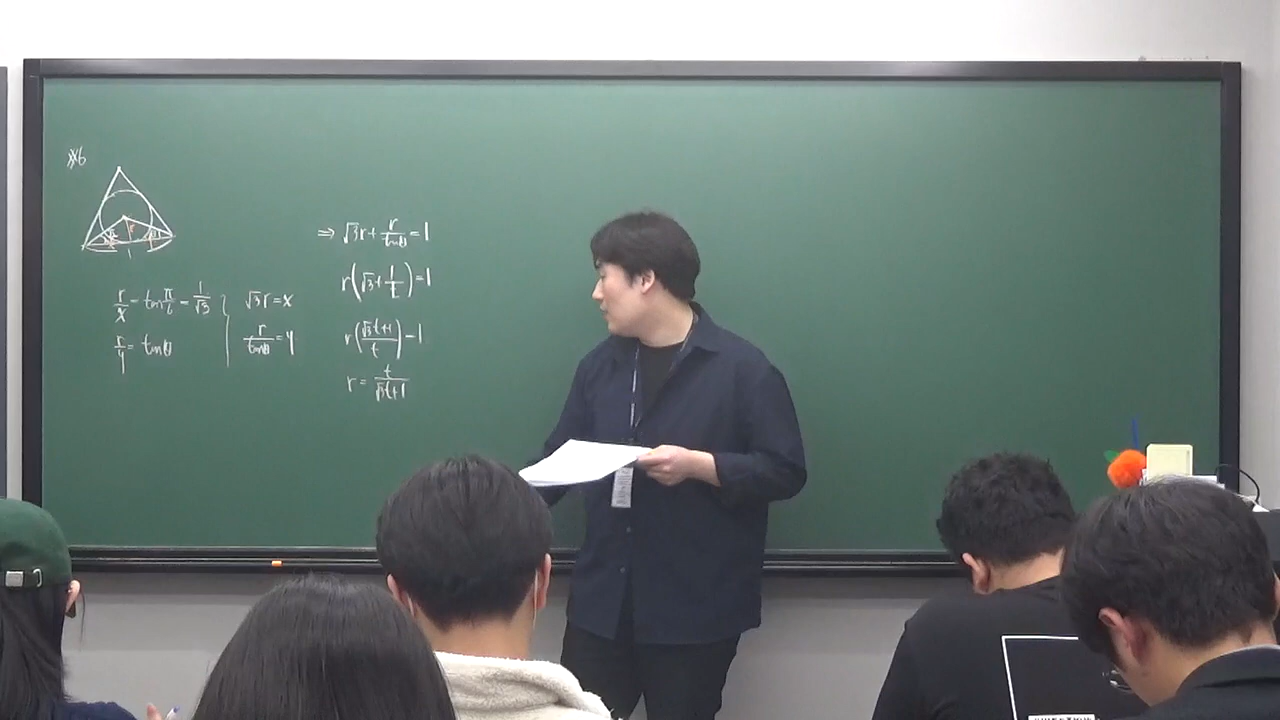 ※6
1
r/x = tan π/6 = 1/√3
r/y = tanθ
√3r = x
r/tanθ = y
⇒ √3r + r/tanθ = 1
r(√3 + 1/t) = 1
r((√3t+1)/t) = 1
r = t/(√3t+1)